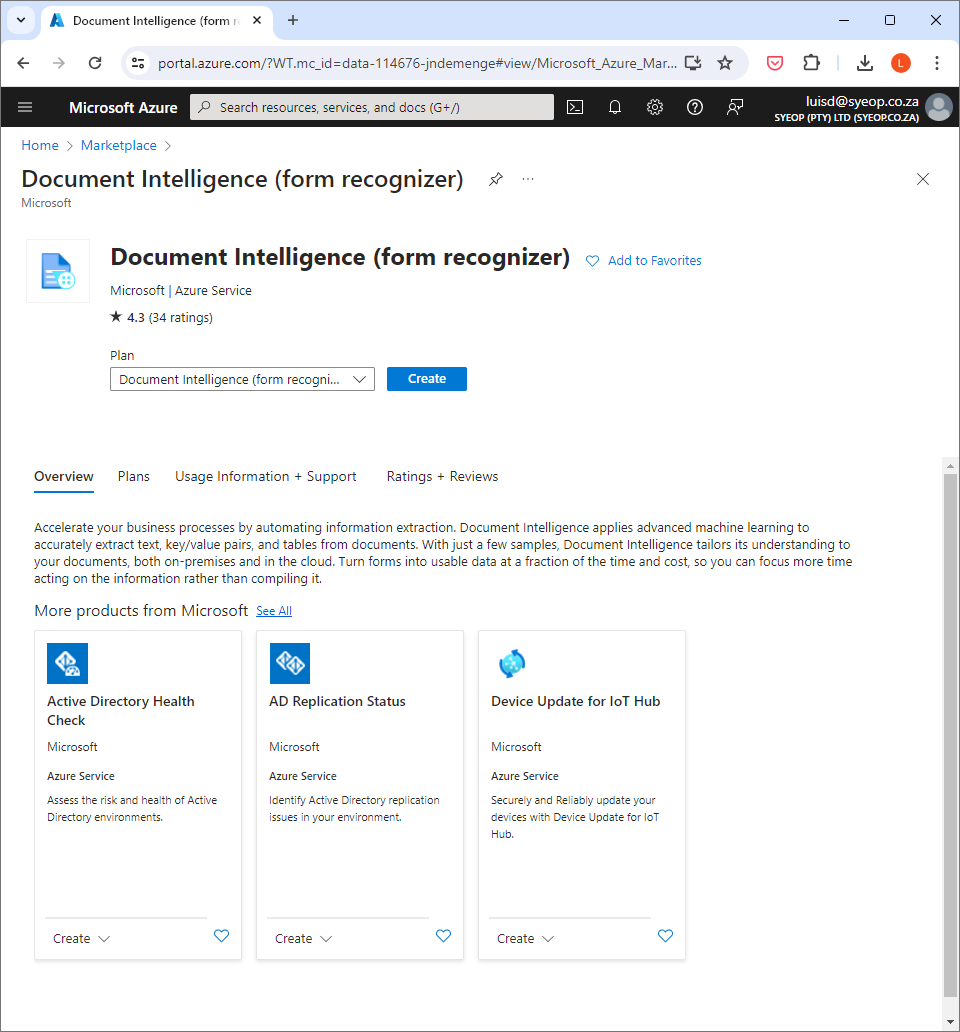 Document Intelligence (form r
portal.azure.com/?WT.mc_id=data-114676-jndemenge#view/Microsoft_Azure_Mar...
L
Microsoft Azure
Search resources, services, and docs (G+/)
luisd@syeop.co.za
SYEOP (PTY) LTD (SYEOP.CO.ZA)
Home > Marketplace >
Document Intelligence (form recognizer)
...
Microsoft
Document Intelligence (form recognizer)
Add to Favorites
Microsoft | Azure Service
★ 4.3 (34 ratings)
Plan
Document Intelligence (form recogni...
Create
Overview Plans Usage Information + Support Ratings + Reviews
Accelerate your business processes by automating information extraction. Document Intelligence applies advanced machine learning to
accurately extract text, key/value pairs, and tables from documents. With just a few samples, Document Intelligence tailors its understanding to
your documents, both on-premises and in the cloud. Turn forms into usable data at a fraction of the time and cost, so you can focus more time
acting on the information rather than compiling it.
More products from Microsoft See All
Active Directory Health
Check
Microsoft
Azure Service
Assess the risk and health of Active
Directory environments.
Create
AD Replication Status
Microsoft
Azure Service
Identify Active Directory replication
issues in your environment.
Create
Device Update for IoT Hub
Microsoft
Azure Service
Securely and Reliably update your
devices with Device Update for IoT
Hub.
Create